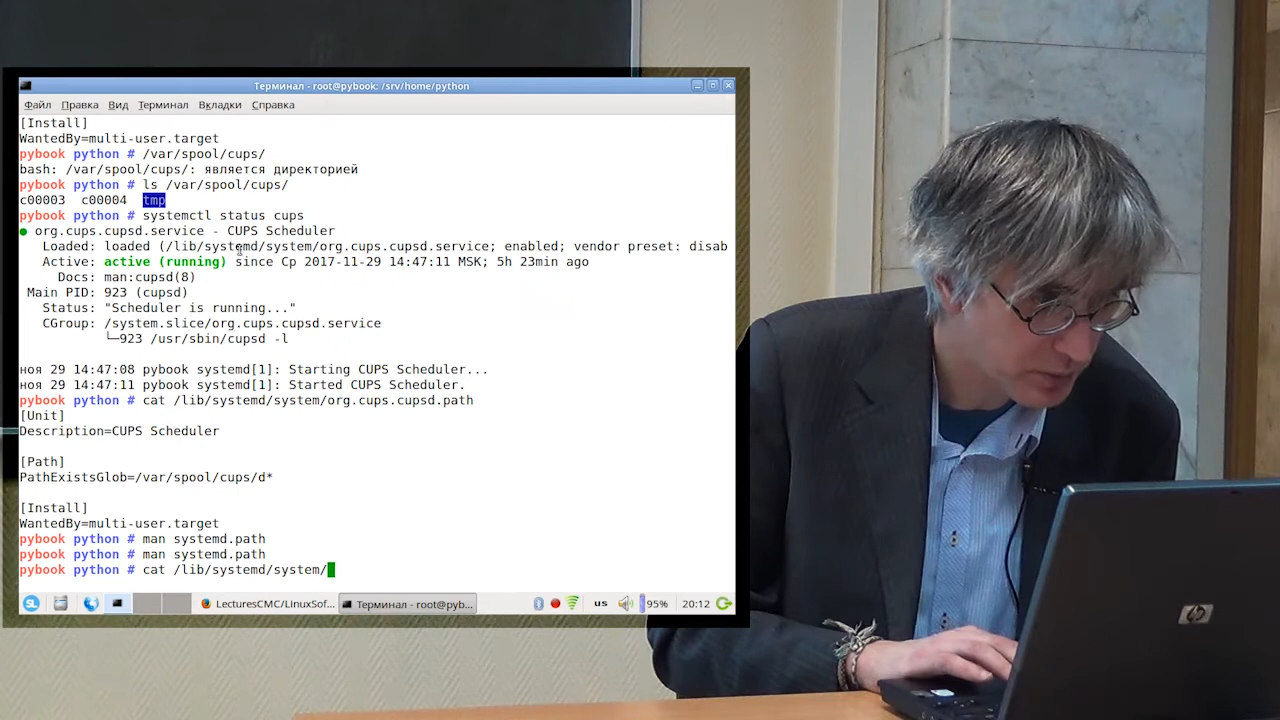 Терминал - root@pybook: /srv/home/python
Файл Правка Вид Терминал Вкладки Справка
[Install]
WantedBy=multi-user.target
pybook python # /var/spool/cups/
bash: /var/spool/cups/: является директорией
pybook python # ls /var/spool/cups/
c00003 c00004 tmp
pybook python # systemctl status cups
● org.cups.cupsd.service - CUPS Scheduler
Loaded: loaded (/lib/systemd/system/org.cups.cupsd.service; enabled; vendor preset: disab
Active: active (running) since Ср 2017-11-29 14:47:11 MSK; 5h 23min ago
Docs: man:cupsd(8)
Main PID: 923 (cupsd)
Status: "Scheduler is running..."
CGroup: /system.slice/org.cups.cupsd.service
└─923 /usr/sbin/cupsd -l
ноя 29 14:47:08 pybook systemd[1]: Starting CUPS Scheduler...
ноя 29 14:47:11 pybook systemd[1]: Started CUPS Scheduler.
pybook python # cat /lib/systemd/system/org.cups.cupsd.path
[Unit]
Description=CUPS Scheduler
[Path]
PathExistsGlob=/var/spool/cups/d*
[Install]
WantedBy=multi-user.target
pybook python # man systemd.path
pybook python # man systemd.path
pybook python # cat /lib/systemd/system/
SL LecturesCMC/LinuxSof... Терминал - root@pyb... us 95% 20:12
hp